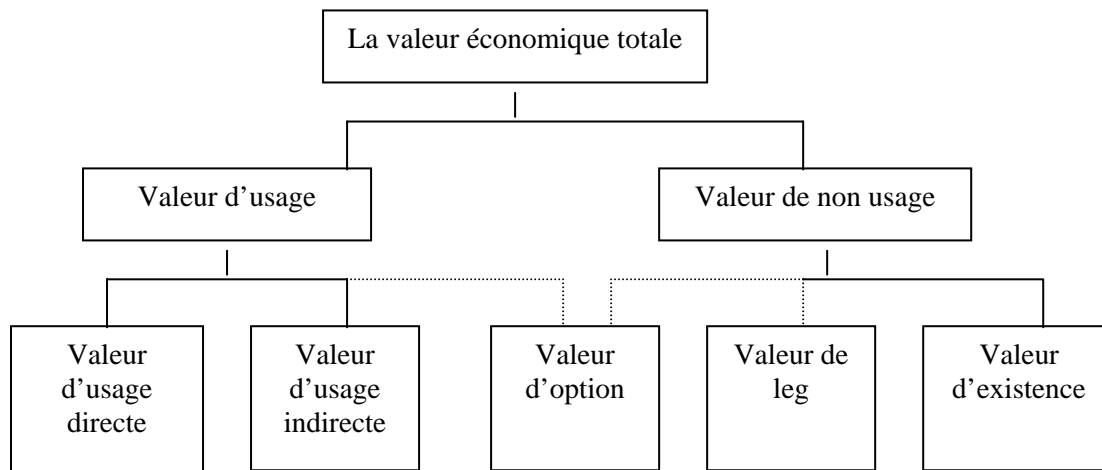 La valeur économique totale
Valeur d’usage
Valeur de non usage
Valeur
d’usage
directe
Valeur
d’usage
indirecte
Valeur
d’option
Valeur de
leg
Valeur
d’existence